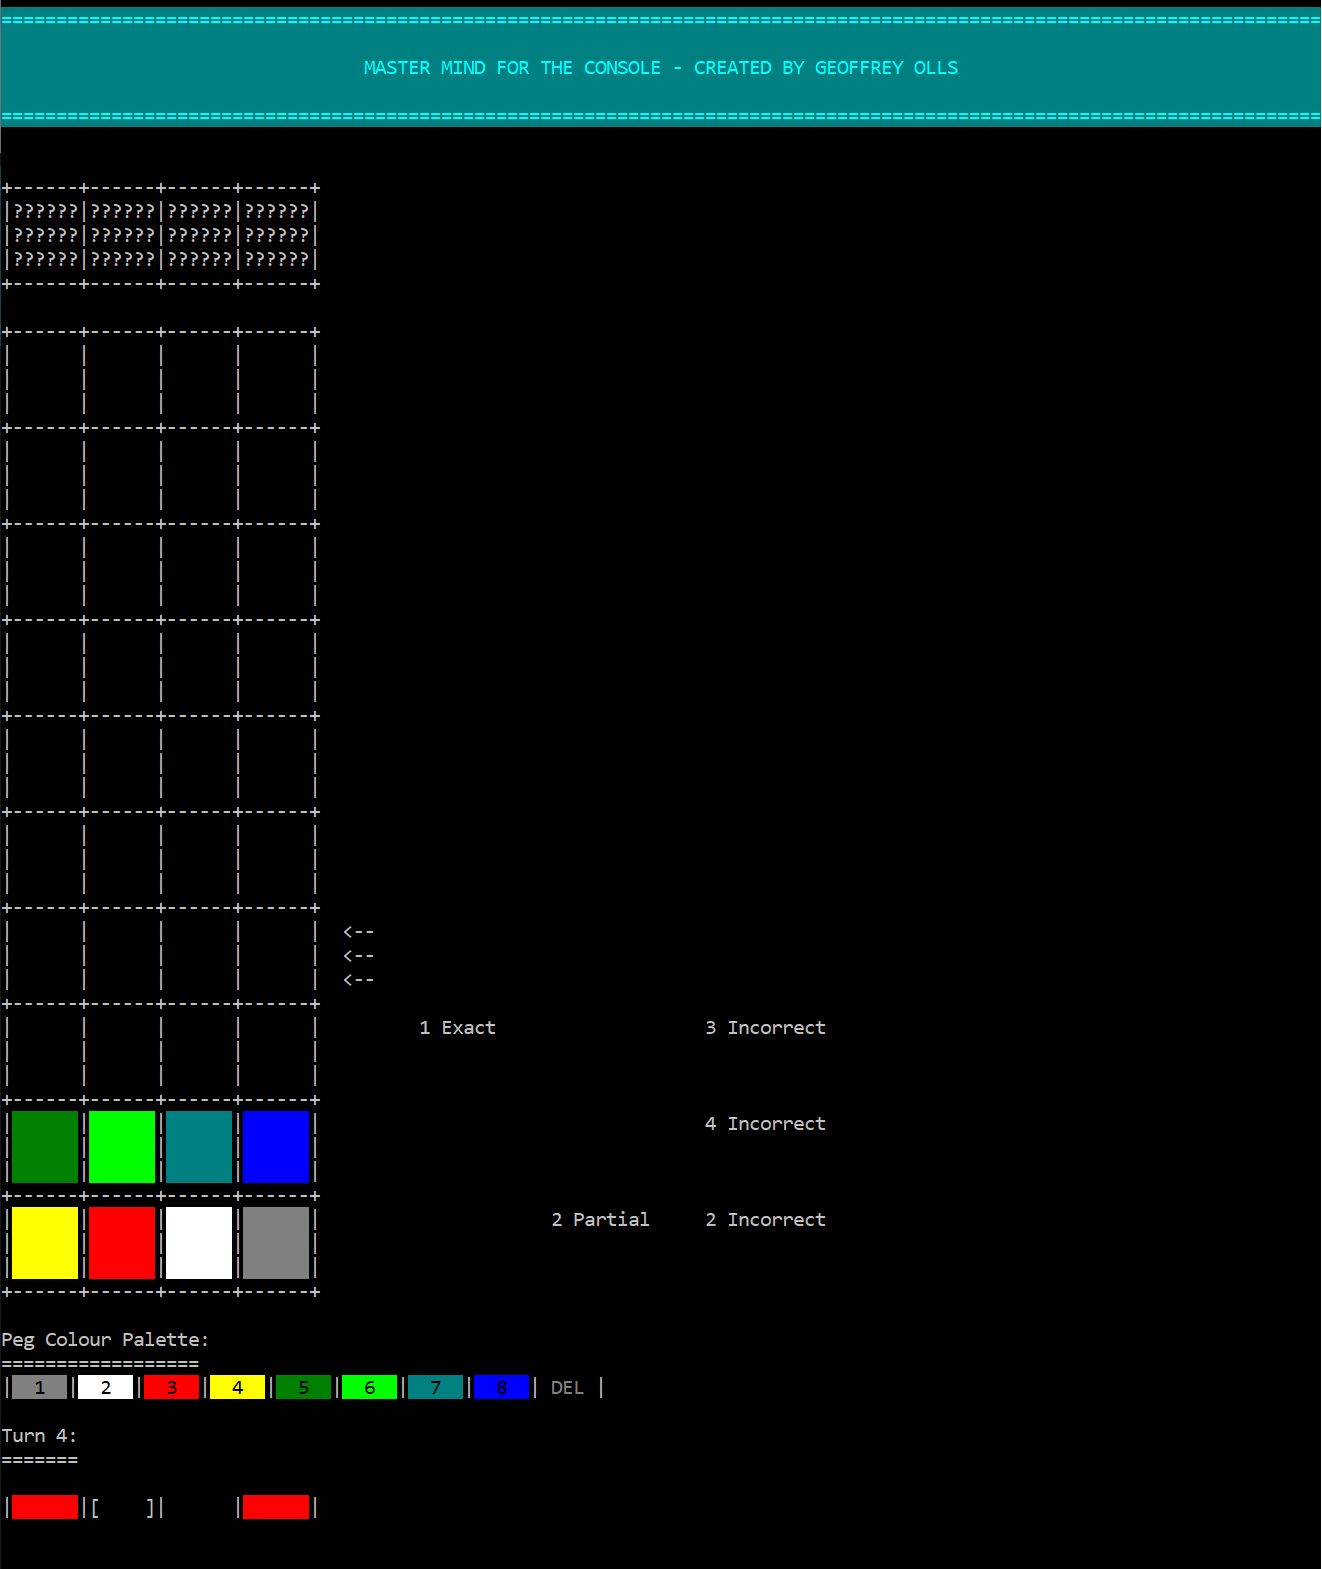 ========================================================================================================================
MASTER MIND FOR THE CONSOLE - CREATED BY GEOFFREY OLLS
========================================================================================================================
+------+------+------+------+
|??????|??????|??????|??????|
|??????|??????|??????|??????|
|??????|??????|??????|??????|
+------+------+------+------+
+------+------+------+------+
|      |      |      |      |
|      |      |      |      |
|      |      |      |      |
+------+------+------+------+
|      |      |      |      |
|      |      |      |      |
|      |      |      |      |
+------+------+------+------+
|      |      |      |      |
|      |      |      |      |
|      |      |      |      |
+------+------+------+------+
|      |      |      |      |
|      |      |      |      |
|      |      |      |      |
+------+------+------+------+
|      |      |      |      |
|      |      |      |      |
|      |      |      |      |
+------+------+------+------+
|      |      |      |      |
|      |      |      |      |
|      |      |      |      |
+------+------+------+------+
|      |      |      |      |  <--
|      |      |      |      |  <--
|      |      |      |      |  <--
+------+------+------+------+
|      |      |      |      |         1 Exact                   3 Incorrect
|      |      |      |      |
|      |      |      |      |
+------+------+------+------+
|      |      |      |      |                                   4 Incorrect
|      |      |      |      |
|      |      |      |      |
+------+------+------+------+
|      |      |      |      |                     2 Partial     2 Incorrect
|      |      |      |      |
|      |      |      |      |
+------+------+------+------+
Peg Colour Palette:
==================
|  1  |  2  |  3  |  4  |  5  |  6  |  7  |  8  | DEL |
Turn 4:
=======
|      |[    ]|      |      |